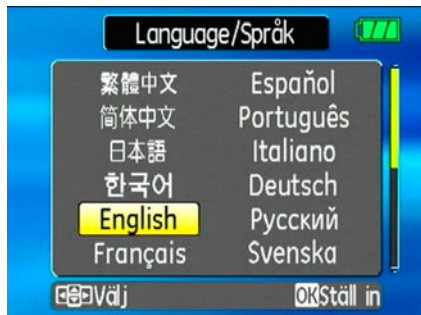 Language/Språk
繁體中文 Español
简体中文 Português
日本語 Italiano
한국어 Deutsch
English Русский
Français Svenska
Välj OK Ställ in